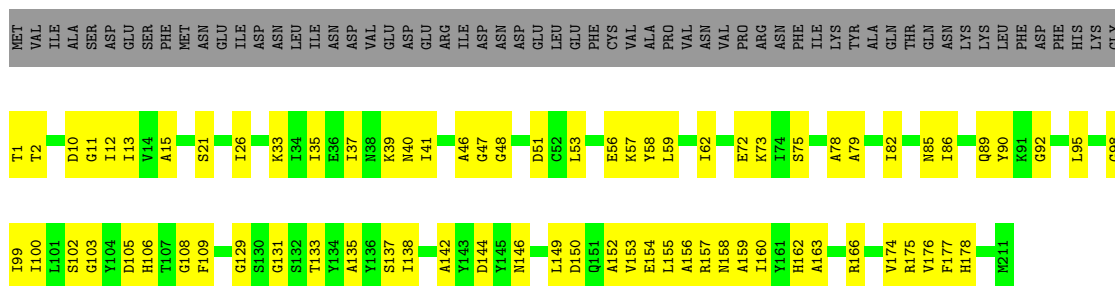 MET VAL ILE ALA SER ASP GLU SER PHE MET ASN GLU ILE ASP ASN LEU ILE ASN ASP VAL GLU ASP GLU ARG ILE ASP ASN ASP GLU LEU GLU PHE CYS VAL ALA PRO VAL ASN VAL PRO ARG ASN PHE ILE LYS TYR ALA GLN THR GLN ASN LYS LYS LEU PHE ASP PHE HIS LYS GLY
T1 T2 D10 G11 I12 I13 V14 A15 S21 I26 K33 I34 I35 E36 I37 N38 K39 N40 I41 A46 G47 G48 D51 C52 L53 E56 K57 Y58 L59 I62 E72 K73 I74 S75 A78 A79 I82 N85 I86 Q89 Y90 K91 G92 L95 G98
I99 I100 L101 S102 G103 Y104 D105 H106 T107 G108 F109 G129 S130 G131 S132 T133 Y134 A135 Y136 S137 I138 A142 Y143 D144 Y145 N146 L149 D150 Q151 A152 V153 E154 L155 A156 R157 N158 A159 I160 Y161 H162 A163 R166 V174 R175 V176 F177 H178 M211